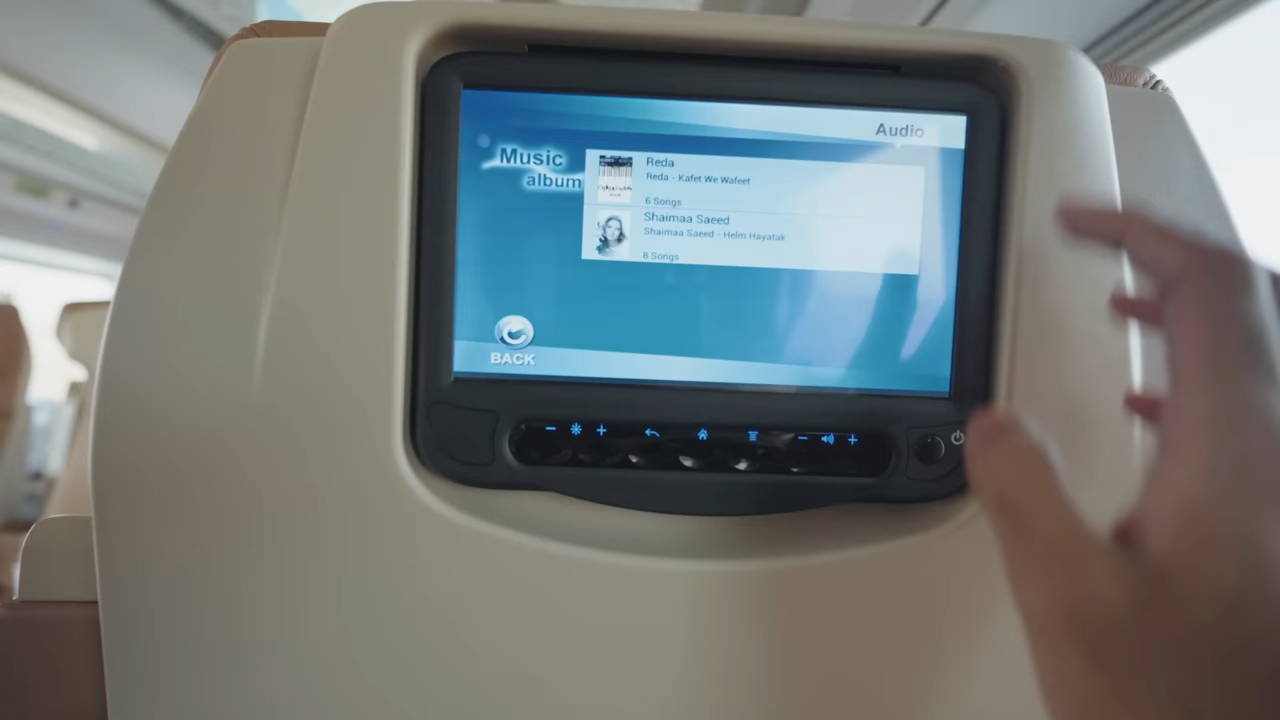 Audio
Music
album
Reda
Reda - Kafet We Wafeet
6 Songs
Shaimaa Saeed
Shaimaa Saeed - Helm Hayatak
8 Songs
BACK